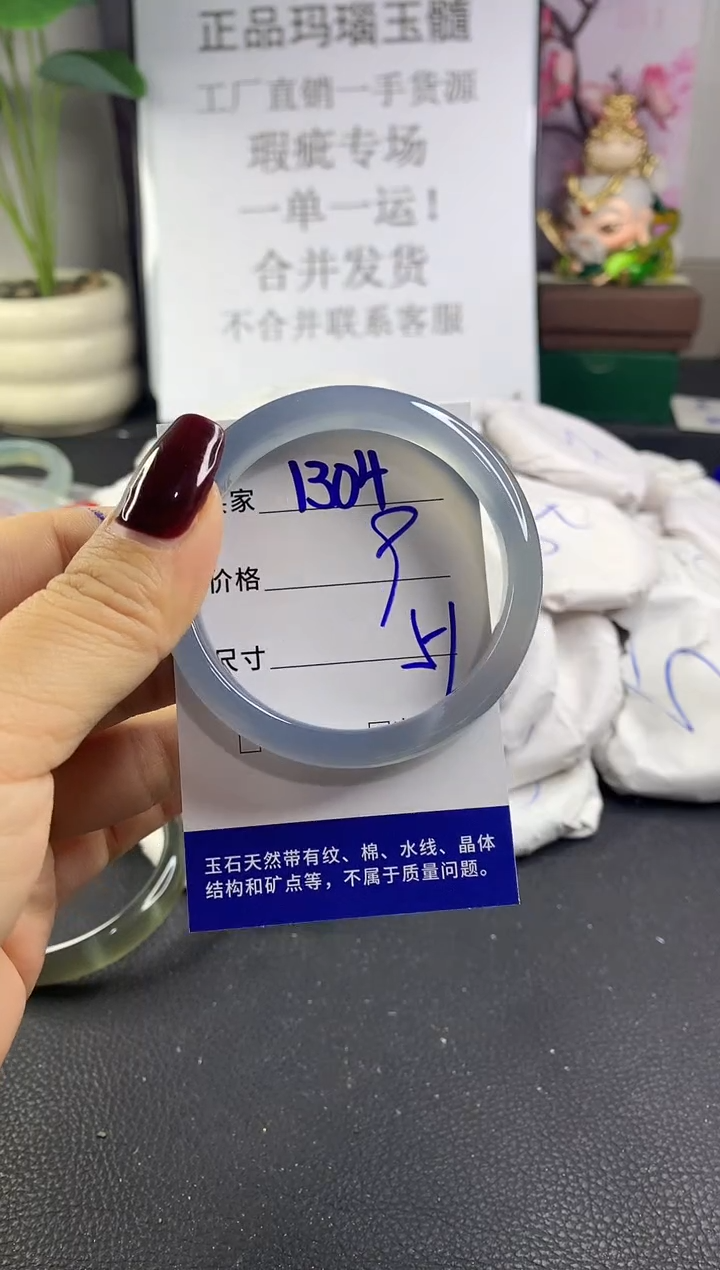 正品玛瑙玉髓
工厂直销一手货源
瑕疵专场
一单一运！
合并发货
不合并联系客服
家 1304
价格 9
尺寸 51
玉石天然带有纹、棉、水线、晶体
结构和矿点等，不属于质量问题。